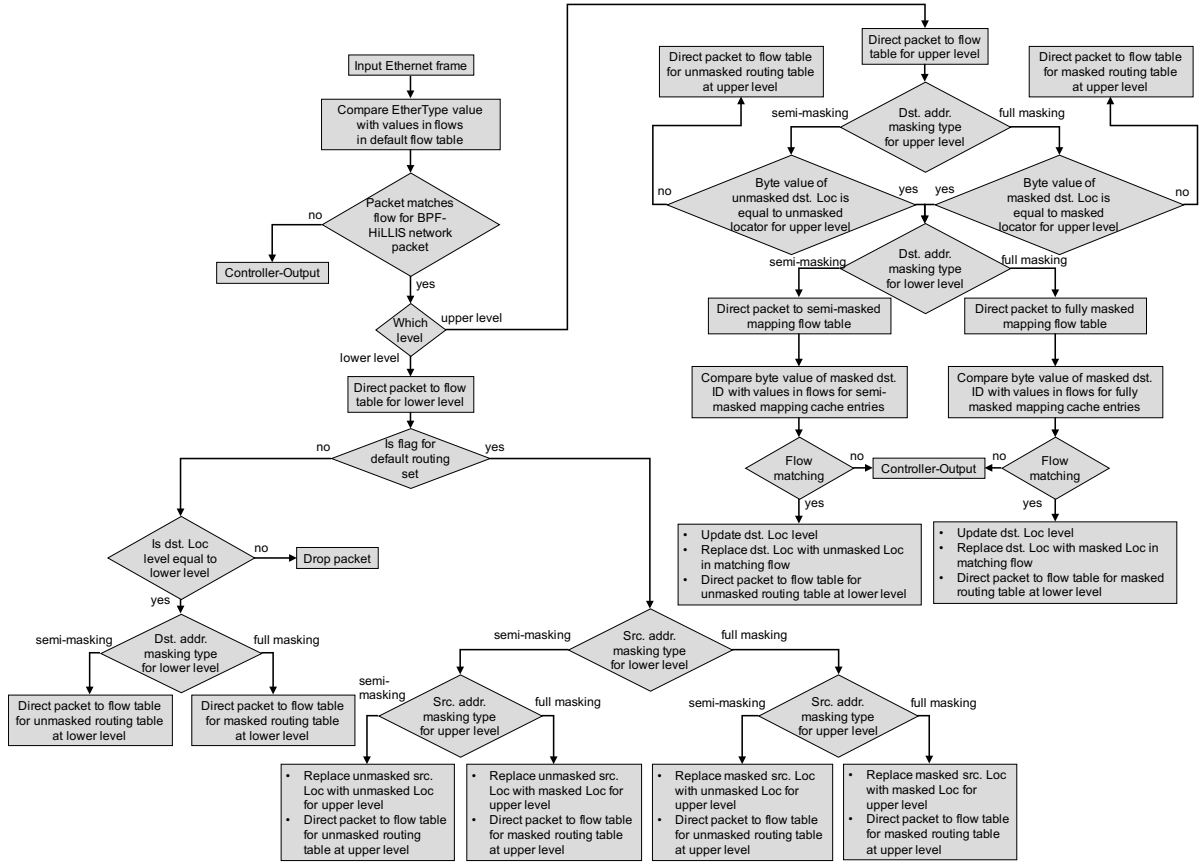 Input Ethernet frame
Compare EtherType value
with values in flows
in default flow table
Packet matches
flow for BPF-
HiLLIS network
packet
no
Controller-Output
yes
Which
level
upper level
lower level
Direct packet to flow
table for lower level
Is flag for
default routing
set
no
yes
Is dst. Loc
level equal to
lower level
no
Drop packet
yes
Dst. addr.
masking type
for lower level
semi-masking
full masking
Direct packet to flow table
for unmasked routing table
at lower level
Direct packet to flow table
for masked routing table
at lower level
Direct packet to flow
table for upper level
Dst. addr.
masking type
for upper level
semi-masking
full masking
Direct packet to flow table
for unmasked routing table
at upper level
Direct packet to flow table
for masked routing table
at upper level
Byte value of
unmasked dst. Loc is
equal to unmasked
locator for upper level
no
yes
Byte value of
masked dst. Loc is
equal to masked
locator for upper level
yes
no
Dst. addr.
masking type
for lower level
semi-masking
full masking
Direct packet to semi-masked
mapping flow table
Direct packet to fully masked
mapping flow table
Compare byte value of masked dst.
ID with values in flows for semi-
masked mapping cache entries
Compare byte value of masked dst.
ID with values in flows for fully
masked mapping cache entries
Flow
matching
no
Controller-Output
no
Flow
matching
yes
yes
• Update dst. Loc level
• Replace dst. Loc with unmasked Loc
in matching flow
• Direct packet to flow table for
unmasked routing table at lower level
• Update dst. Loc level
• Replace dst. Loc with masked Loc in
matching flow
• Direct packet to flow table for masked
routing table at lower level
Src. addr.
masking type
for lower level
semi-masking
full masking
Src. addr.
masking type
for upper level
semi-
masking
full masking
Src. addr.
masking type
for upper level
semi-masking
full masking
• Replace unmasked src.
Loc with unmasked Loc
for upper level
• Direct packet to flow table
for unmasked routing
table at upper level
• Replace unmasked src.
Loc with masked Loc for
upper level
• Direct packet to flow table
for masked routing table
at upper level
• Replace masked src. Loc
with unmasked Loc for
upper level
• Direct packet to flow table
for unmasked routing table
at upper level
• Replace masked src. Loc
with masked Loc for
upper level
• Direct packet to flow table
for masked routing table
at upper level